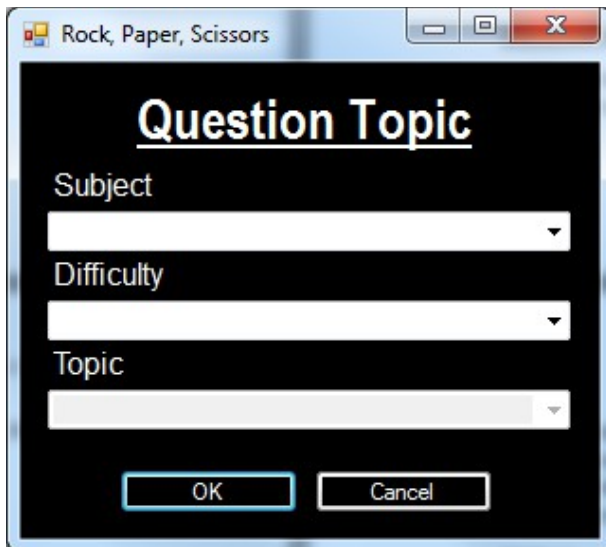 Rock, Paper, Scissors
Question Topic
Subject
Difficulty
Topic
OK Cancel